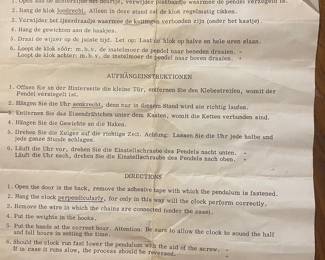 1. Open aan de achterzijde het deurtje, verwijder plakbandje waarmede de pendel verzegeld is.
2. Hang de klok loodrecht. Alleen in deze stand zal de klok regelmatig tikken.
3. Verwijder het ijzerdraadje waarmede de kettingen verbonden zijn (onder het kastje).
4. Hang de gewichten aan de haakjes.
5. Draai de wijzer op de juiste tijd. Let op: Laat de klok op halve en hele uren slaan.
6. Loopt de klok vóór: m.b.v. de instelmoer de pendel naar beneden draaien.
Loopt de klok achter: m.b.v. de instelmoer de pendel naar boven draaien.
AUFHÄNGEINSTRUKTIONEN
1. Öffnen Sie an der Hinterseite die kleine Tür, entfernen Sie den Klebestreifen, womit der
Pendel versiegelt ist.
2. Hängen Sie die Uhr senkrecht, denn nur in diesem Stand wird sie richtig laufen.
3. Entfernen Sie das Eisendrähtchen unter dem Kasten, womit die Ketten verbunden sind.
4. Hängen Sie die Gewichte an die Haken.
5. Drehen Sie die Zeiger auf die richtige Zeit. Achtung: Lassen Sie die Uhr jede halbe und
jede ganze Stunde schlagen.
6. Läuft die Uhr vor, drehen Sie die Einstellschraube des Pendels nach unten.
Läuft die Uhr nach, drehen Sie die Einstellschraube des Pendels nach oben.
DIRECTIONS
1. Open the door in the back, remove the adhesive tape with which the pendulum is fastened.
2. Hang the clock perpendicularly, for only in this way will the clock perform correctly.
3. Remove the wire in which the chains are connected (under the case).
4. Put the weights in the hooks.
5. Put the hands at the correct hour. Attention: Be sure to allow the clock to sound the half
and full hours in setting the time.
6. Should the clock run fast lower the pendulum with the aid of the screw.
If in case it runs slow, the process should be reversed.